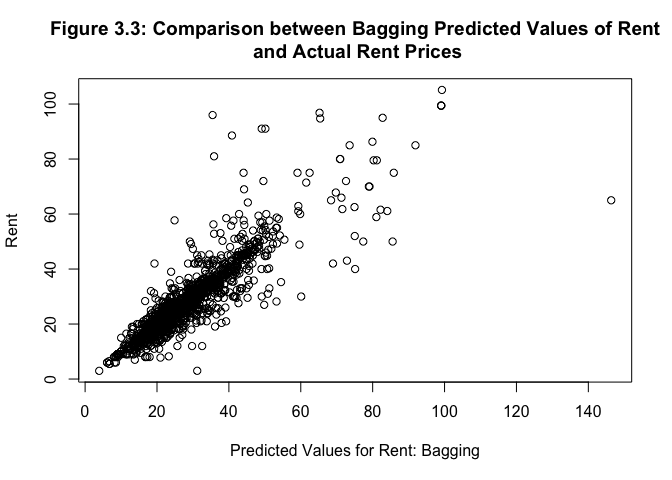 Figure 3.3: Comparison between Bagging Predicted Values of Rent
and Actual Rent Prices
Rent
100
80
60
40
20
0
0 20 40 60 80 100 120 140
Predicted Values for Rent: Bagging